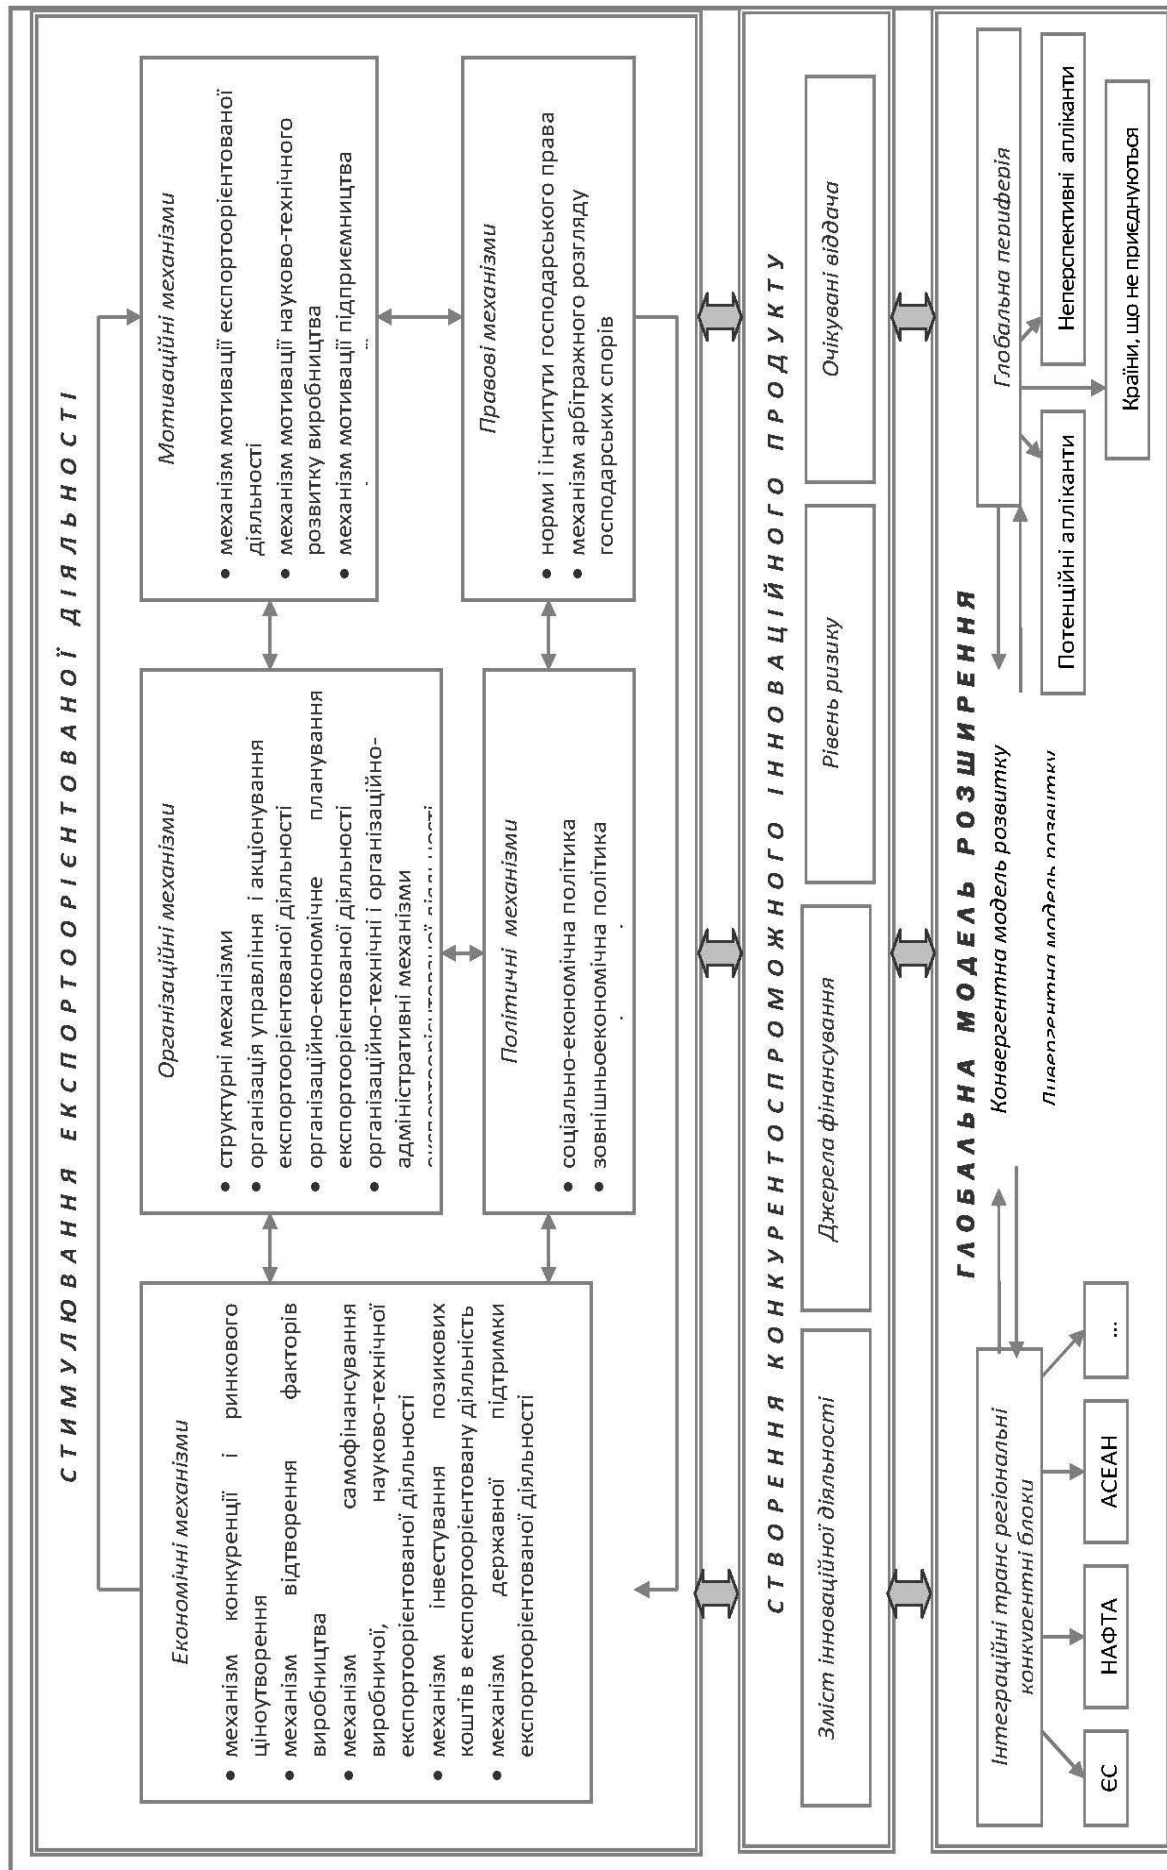 СТИМУЛЮВАННЯ ЕКСПОРТООРІЄНТОВАНОЇ ДІЯЛЬНОСТІ
Економічні механізми
• механізм конкуренції і ринкового
ціноутворення
• механізм відтворення факторів
виробництва
• механізм самофінансування
виробничої, науково-технічної
експортоорієнтованої діяльності
• механізм інвестування позикових
коштів в експортоорієнтовану діяльність
• механізм державної підтримки
експортоорієнтованої діяльності
Організаційні механізми
• структурні механізми
• організація управління і акціонування
експортоорієнтованої діяльності
• організаційно-економічне планування
експортоорієнтованої діяльності
• організаційно-технічні і організаційно-
адміністративні механізми
експорторієнтованої діяльності
Мотиваційні механізми
• механізм мотивації експортоорієнтованої
діяльності
• механізм мотивації науково-технічного
розвитку виробництва
• механізм мотивації підприємництва
Політичні механізми
• соціально-економічна політика
• зовнішньоекономічна політика
Правові механізми
• норми і інститути господарського права
• механізм арбітражного розгляду
господарських спорів
СТВОРЕННЯ КОНКУРЕНТОСПРОМОЖНОГО ІННОВАЦІЙНОГО ПРОДУКТУ
Зміст інноваційної діяльності
Джерела фінансування
Рівень ризику
Очікувані віддача
ГЛОБАЛЬНА МОДЕЛЬ РОЗШИРЕННЯ
Інтеграційні транс регіональні
конкурентні блоки
Конвергентна модель розвитку
Дивергентна модель розвитку
Глобальна периферія
ЄС
НАФТА
АСЕАН
...
Потенційні апліканти
Неперспективні апліканти
Країни, що не приєднуються